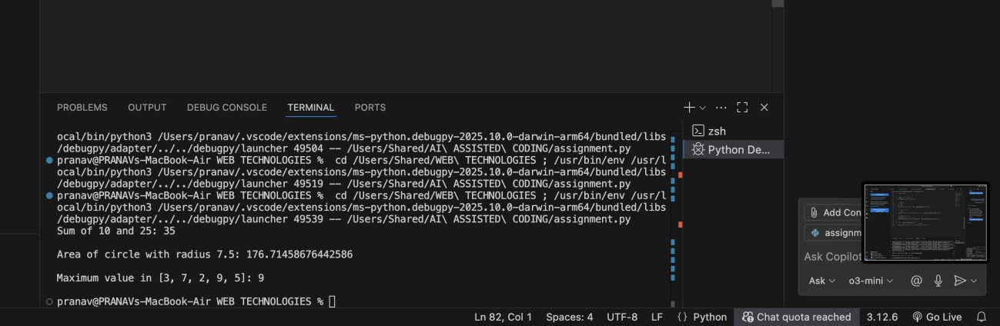 PROBLEMS OUTPUT DEBUG CONSOLE TERMINAL PORTS
ocal/bin/python3 /Users/pranav/.vscode/extensions/ms-python.debugpy-2025.10.0-darwin-arm64/bundled/libs
/debugpy/adapter/../../debugpy/launcher 49504 -- /Users/Shared/AI\ ASSISTED\ CODING/assignment.py
pranav@PRANAVs-MacBook-Air WEB TECHNOLOGIES %  cd /Users/Shared/WEB\ TECHNOLOGIES ; /usr/bin/env /usr/l
ocal/bin/python3 /Users/pranav/.vscode/extensions/ms-python.debugpy-2025.10.0-darwin-arm64/bundled/libs
/debugpy/adapter/../../debugpy/launcher 49519 -- /Users/Shared/AI\ ASSISTED\ CODING/assignment.py
pranav@PRANAVs-MacBook-Air WEB TECHNOLOGIES %  cd /Users/Shared/WEB\ TECHNOLOGIES ; /usr/bin/env /usr/l
ocal/bin/python3 /Users/pranav/.vscode/extensions/ms-python.debugpy-2025.10.0-darwin-arm64/bundled/libs
/debugpy/adapter/../../debugpy/launcher 49539 -- /Users/Shared/AI\ ASSISTED\ CODING/assignment.py
Sum of 10 and 25: 35
Area of circle with radius 7.5: 176.71458676442586
Maximum value in [3, 7, 2, 9, 5]: 9
pranav@PRANAVs-MacBook-Air WEB TECHNOLOGIES %
zsh
Python De...
Add Con
assignm
Ask Copilot
Ask o3-mini @
Ln 82, Col 1 Spaces: 4 UTF-8 LF {} Python Chat quota reached 3.12.6 Go Live